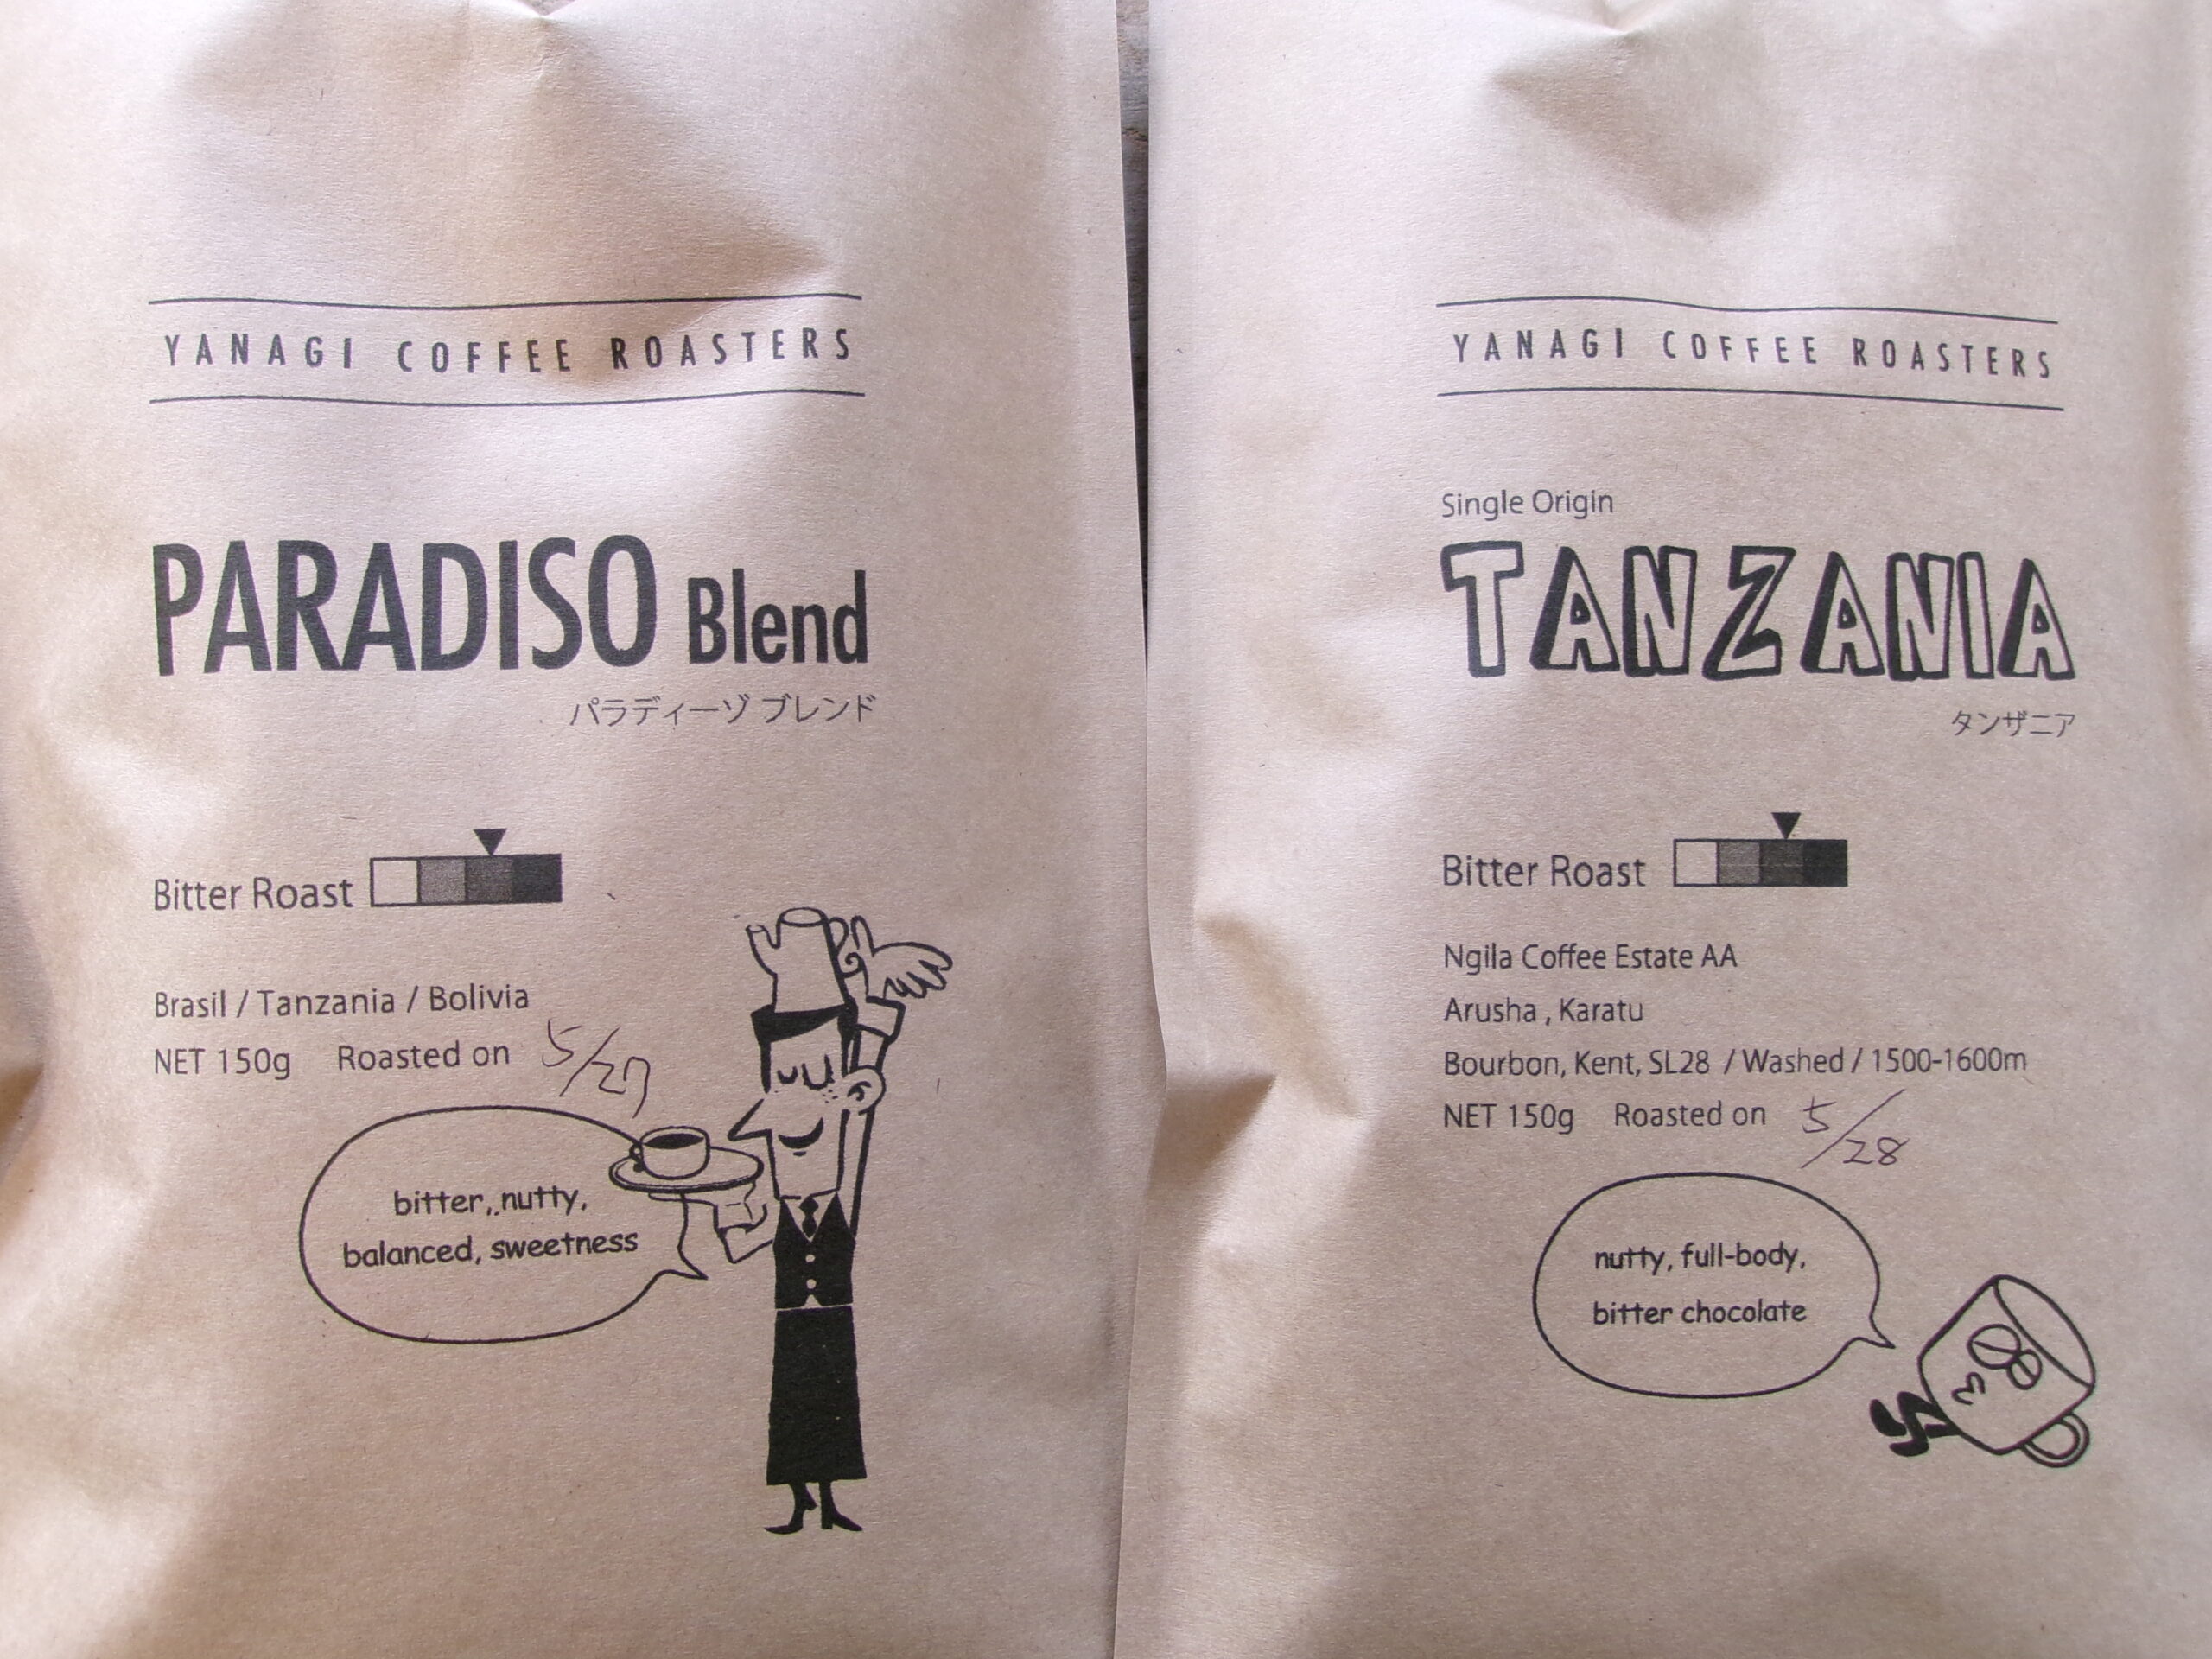 YANAGI COFFEE ROASTERS
PARADISO Blend
パラディーゾ ブレンド
Bitter Roast
Brasil / Tanzania / Bolivia
NET 150g Roasted on 5/27
bitter, nutty,
balanced, sweetness
YANAGI COFFEE ROASTERS
Single Origin
TANZANIA
タンザニア
Bitter Roast
Ngila Coffee Estate AA
Arusha , Karatu
Bourbon, Kent, SL28 / Washed / 1500-1600m
NET 150g Roasted on 5/28
nutty, full-body,
bitter chocolate